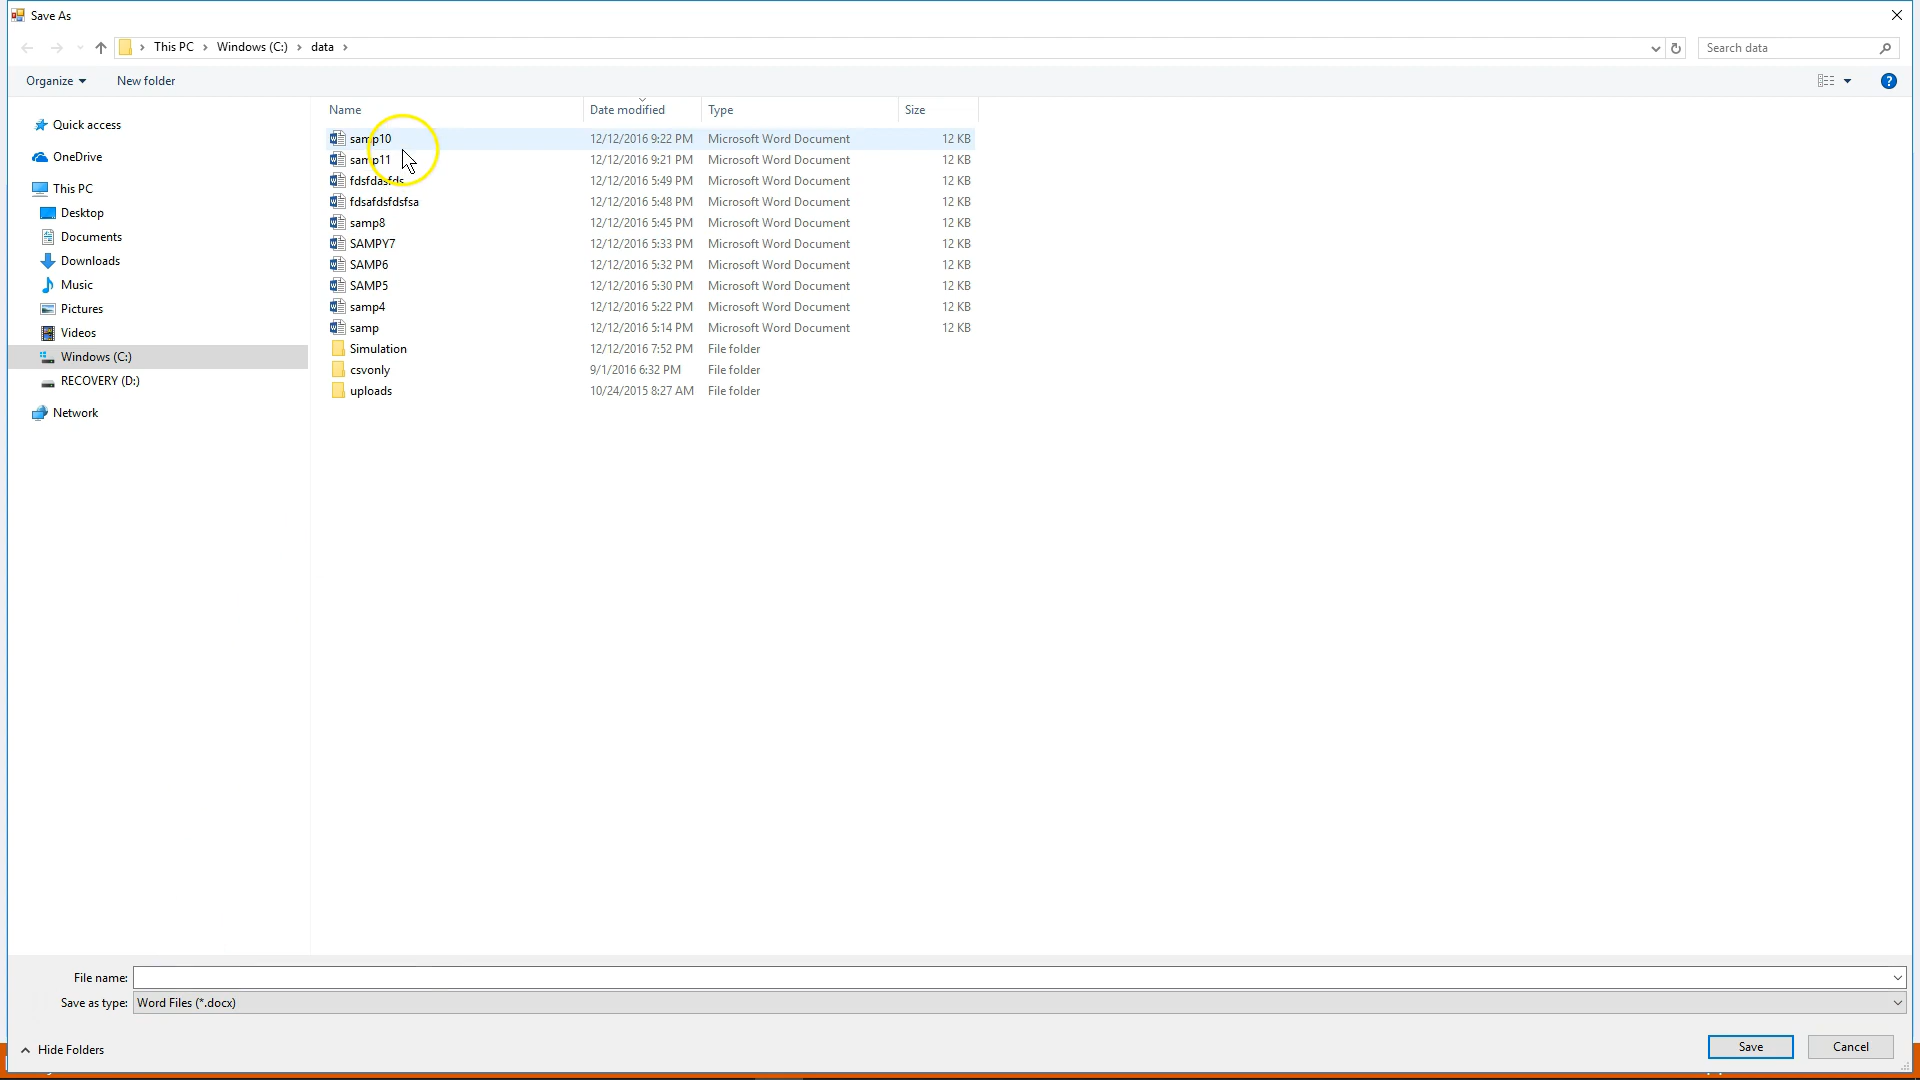 Save As
This PC > Windows (C:) > data >
Search data
Organize
New folder
Name Date modified Type Size
Quick access
OneDrive
This PC
Desktop
Documents
Downloads
Music
Pictures
Videos
Windows (C:)
RECOVERY (D:)
Network
samp10 12/12/2016 9:22 PM Microsoft Word Document 12 KB
samp11 12/12/2016 9:21 PM Microsoft Word Document 12 KB
fdsfdasfds 12/12/2016 5:49 PM Microsoft Word Document 12 KB
fdsafdsfdsfsa 12/12/2016 5:48 PM Microsoft Word Document 12 KB
samp8 12/12/2016 5:45 PM Microsoft Word Document 12 KB
SAMPY7 12/12/2016 5:33 PM Microsoft Word Document 12 KB
SAMP6 12/12/2016 5:32 PM Microsoft Word Document 12 KB
SAMP5 12/12/2016 5:30 PM Microsoft Word Document 12 KB
samp4 12/12/2016 5:22 PM Microsoft Word Document 12 KB
samp 12/12/2016 5:14 PM Microsoft Word Document 12 KB
Simulation 12/12/2016 7:52 PM File folder
csvonly 9/1/2016 6:32 PM File folder
uploads 10/24/2015 8:27 AM File folder
File name:
Save as type: Word Files (*.docx)
Hide Folders
Save
Cancel